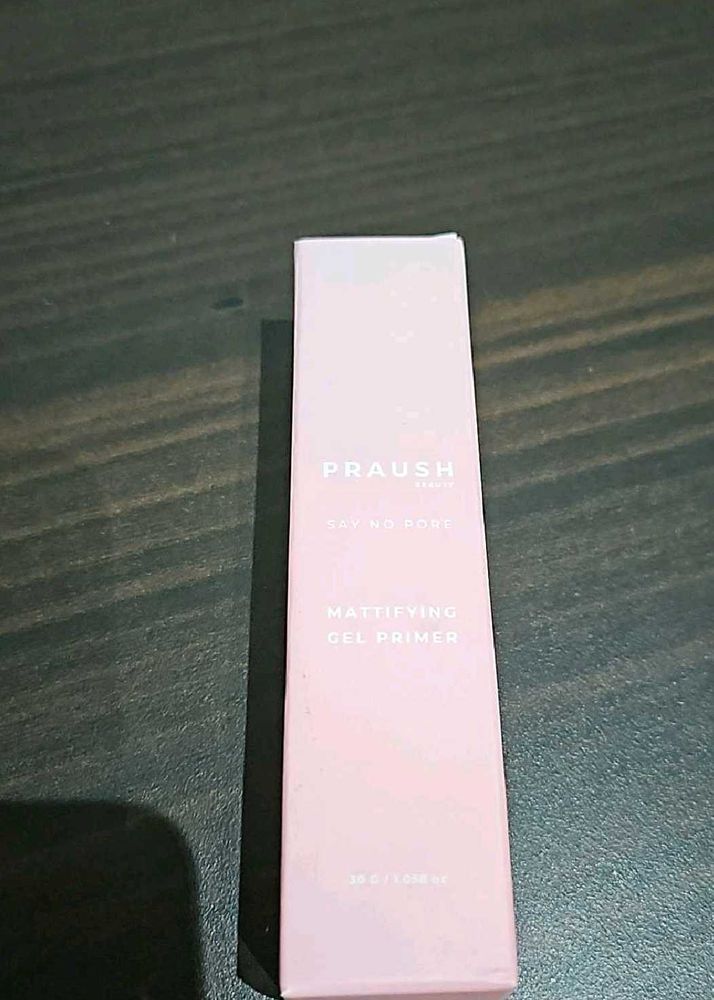 PRAUSH
BEAUTY
SAY NO PORE
MATTIFYING
GEL PRIMER
30 G / 1.058 oz